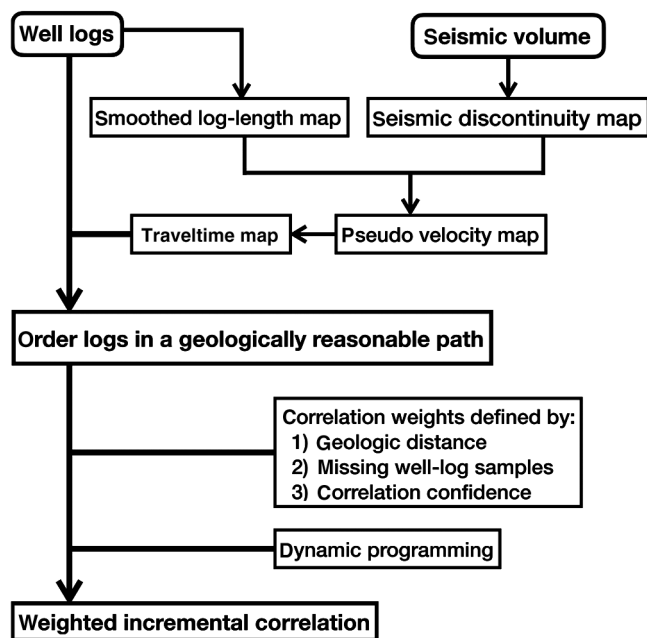 Well logs
Seismic volume
Smoothed log-length map
Seismic discontinuity map
Traveltime map
Pseudo velocity map
Order logs in a geologically reasonable path
Correlation weights defined by:
1) Geologic distance
2) Missing well-log samples
3) Correlation confidence
Dynamic programming
Weighted incremental correlation